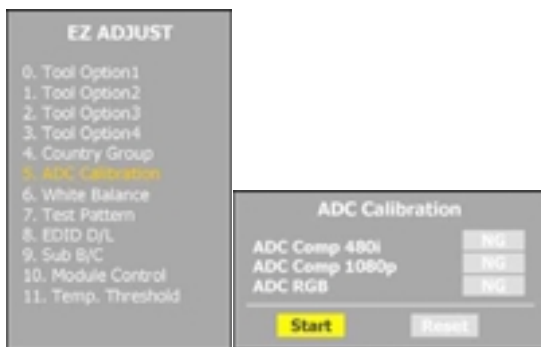 EZ ADJUST
0. Tool Option1
1. Tool Option2
2. Tool Option3
3. Tool Option4
4. Country Group
5. ADC Calibration
6. White Balance
7. Test Pattern
8. EDID D/L
9. Sub B/C
10. Module Control
11. Temp. Threshold
ADC Calibration
ADC Comp 480i NG
ADC Comp 1080p NG
ADC RGB NG
Start Reset